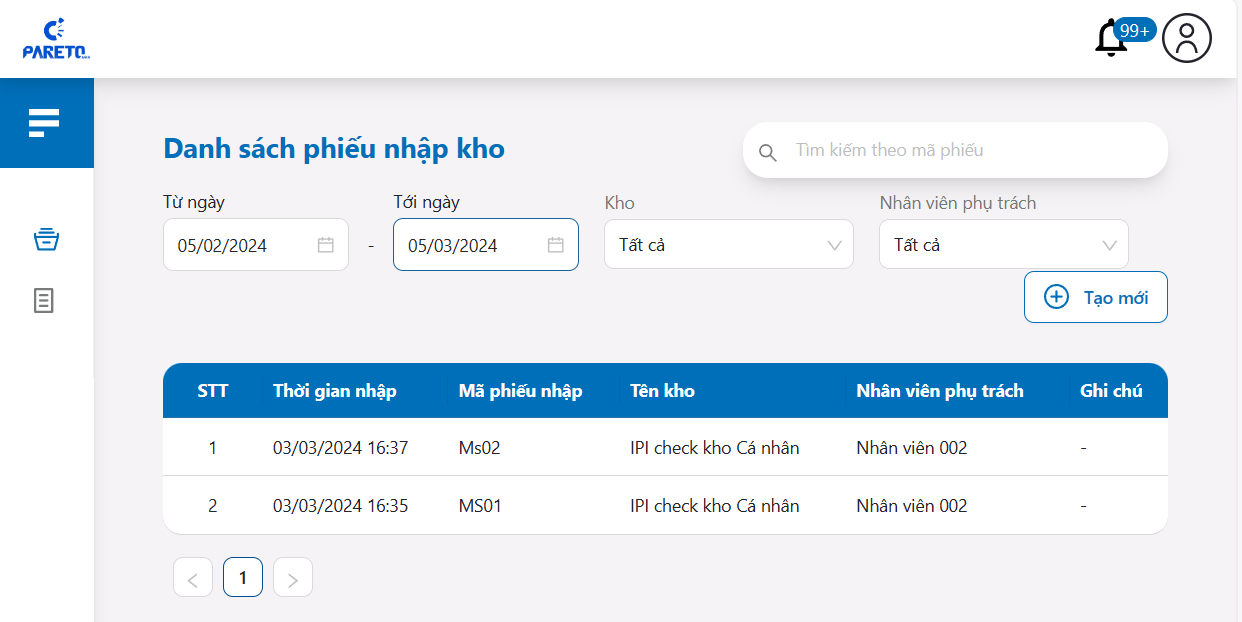 PARETO
99+
Danh sách phiếu nhập kho
Tìm kiếm theo mã phiếu
Từ ngày
Tới ngày
Kho
Nhân viên phụ trách
05/02/2024 - 05/03/2024
Tất cả
Tất cả
Tạo mới
STT Thời gian nhập Mã phiếu nhập Tên kho Nhân viên phụ trách Ghi chú
1 03/03/2024 16:37 Ms02 IPI check kho Cá nhân Nhân viên 002 -
2 03/03/2024 16:35 MS01 IPI check kho Cá nhân Nhân viên 002 -
< 1 >